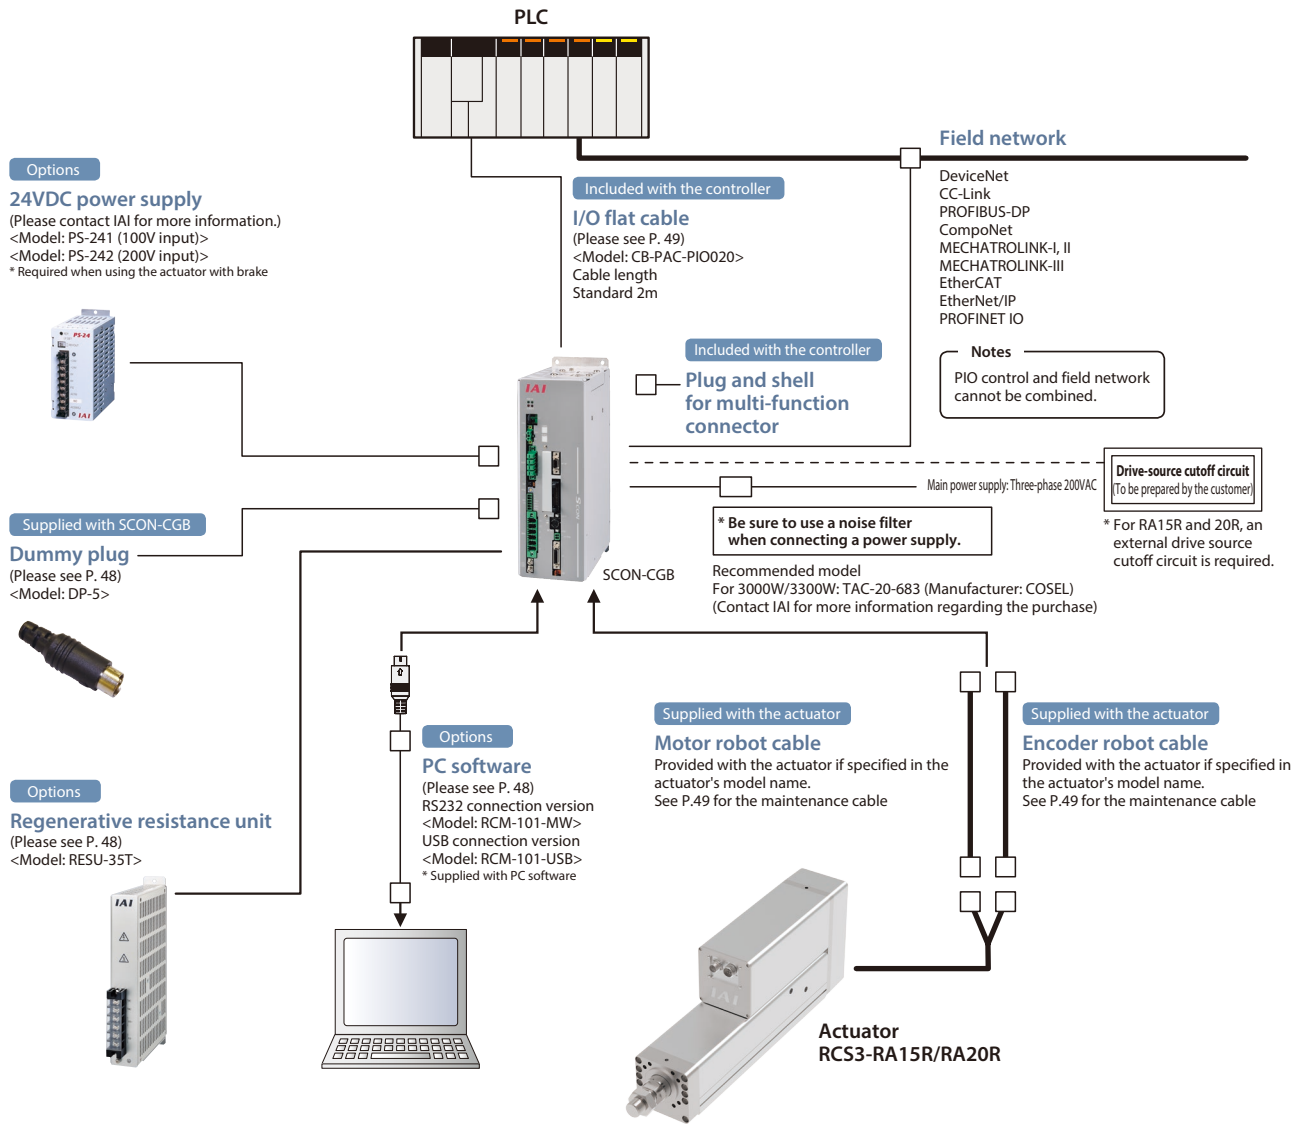 PLC
Field network
DeviceNet
CC-Link
PROFIBUS-DP
CompoNet
MECHATROLINK-I, II
MECHATROLINK-III
EtherCAT
EtherNet/IP
PROFINET IO
Notes
PIO control and field network
cannot be combined.
Options
24VDC power supply
(Please contact IAI for more information.)
<Model: PS-241 (100V input)>
<Model: PS-242 (200V input)>
* Required when using the actuator with brake
PS-24
IAI
Included with the controller
I/O flat cable
(Please see P. 49)
<Model: CB-PAC-PIO020>
Cable length
Standard 2m
Included with the controller
Plug and shell
for multi-function
connector
IAI
SCON-CGB
Main power supply: Three-phase 200VAC
Drive-source cutoff circuit
(To be prepared by the customer)
* For RA15R and 20R, an
external drive source
cutoff circuit is required.
* Be sure to use a noise filter
when connecting a power supply.
Recommended model
For 3000W/3300W: TAC-20-683 (Manufacturer: COSEL)
(Contact IAI for more information regarding the purchase)
Supplied with SCON-CGB
Dummy plug
(Please see P. 48)
<Model: DP-5>
Options
PC software
(Please see P. 48)
RS232 connection version
<Model: RCM-101-MW>
USB connection version
<Model: RCM-101-USB>
* Supplied with PC software
Supplied with the actuator
Motor robot cable
Provided with the actuator if specified in the
actuator's model name.
See P.49 for the maintenance cable
Supplied with the actuator
Encoder robot cable
Provided with the actuator if specified in
the actuator's model name.
See P.49 for the maintenance cable
Options
Regenerative resistance unit
(Please see P. 48)
<Model: RESU-35T>
IAI
IAI
Actuator
RCS3-RA15R/RA20R